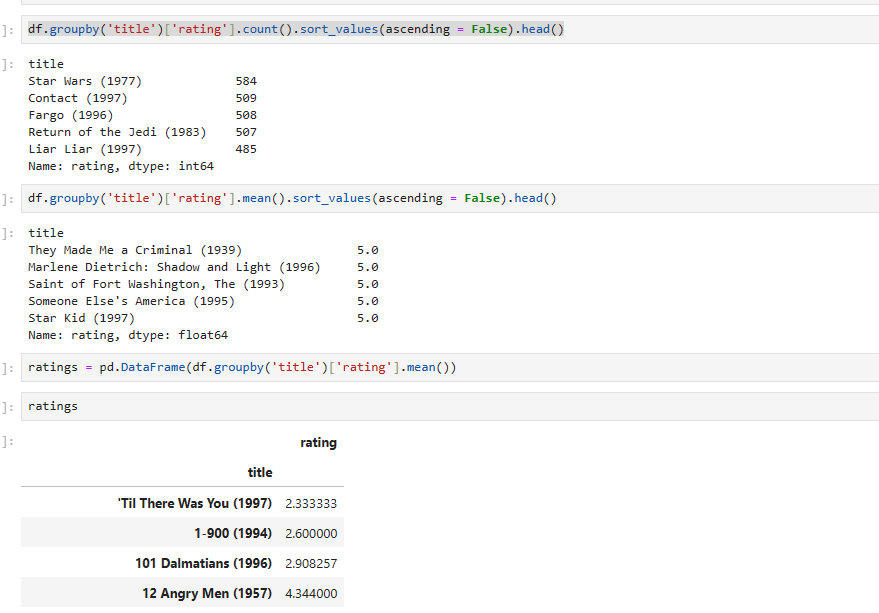 ]: df.groupby('title')['rating'].count().sort_values(ascending = False).head()
]: title
Star Wars (1977) 584
Contact (1997) 509
Fargo (1996) 508
Return of the Jedi (1983) 507
Liar Liar (1997) 485
Name: rating, dtype: int64
]: df.groupby('title')['rating'].mean().sort_values(ascending = False).head()
]: title
They Made Me a Criminal (1939) 5.0
Marlene Dietrich: Shadow and Light (1996) 5.0
Saint of Fort Washington, The (1993) 5.0
Someone Else's America (1995) 5.0
Star Kid (1997) 5.0
Name: rating, dtype: float64
]: ratings = pd.DataFrame(df.groupby('title')['rating'].mean())
]: ratings
]: rating
title
'Til There Was You (1997) 2.333333
1-900 (1994) 2.600000
101 Dalmatians (1996) 2.908257
12 Angry Men (1957) 4.344000